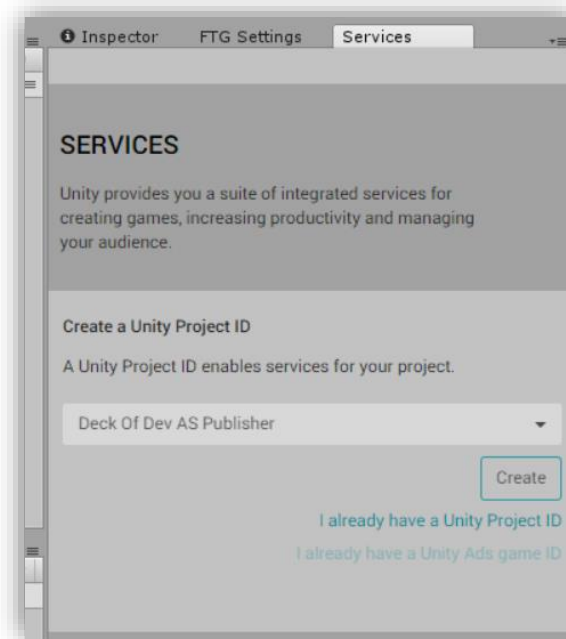 Inspector FTG Settings Services
SERVICES
Unity provides you a suite of integrated services for
creating games, increasing productivity and managing
your audience.
Create a Unity Project ID
A Unity Project ID enables services for your project.
Deck Of Dev AS Publisher
Create
I already have a Unity Project ID
I already have a Unity Ads game ID